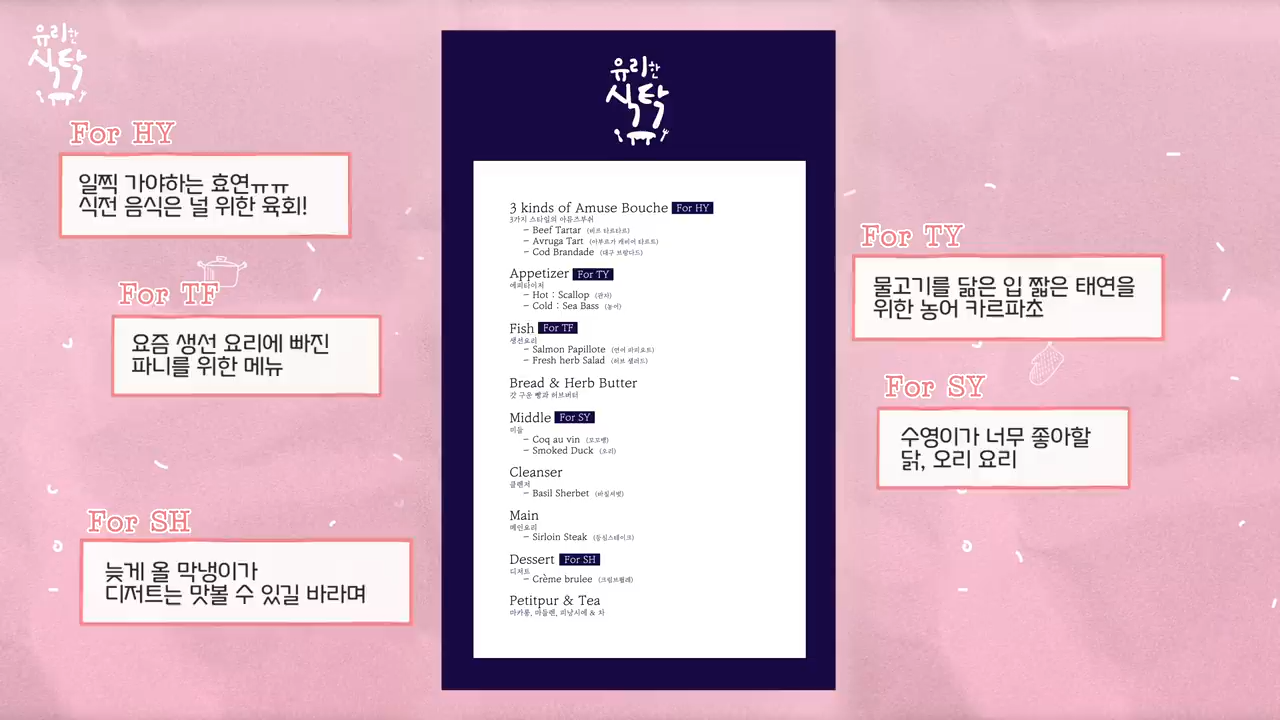 유리한
식탁
For HY
일찍 가야하는 효연ㅠㅠ
식전 음식은 널 위한 육회!
For TF
요즘 생선 요리에 빠진
파니를 위한 메뉴
For SH
늦게 올 막냉이가
디저트는 맛볼 수 있길 바라며
유리한
식탁
3 kinds of Amuse Bouche For HY
3가지 스타일의 아뮤즈부쉬
- Beef Tartar (비프 타르타르)
- Avruga Tart (아부르가 캐비어 타르트)
- Cod Brandade (대구 브랑다드)
Appetizer For TY
에피타이저
- Hot : Scallop (관자)
- Cold : Sea Bass (농어)
Fish For TF
생선요리
- Salmon Papillote (연어 파피요트)
- Fresh herb Salad (허브 샐러드)
Bread & Herb Butter
갓 구운 빵과 허브버터
Middle For SY
미들
- Coq au vin (꼬꼬뱅)
- Smoked Duck (오리)
Cleanser
클렌저
- Basil Sherbet (바질셔벗)
Main
메인요리
- Sirloin Steak (등심스테이크)
Dessert For SH
디저트
- Crème brulee (크림브륄레)
Petitpur & Tea
마카롱, 마들렌, 피낭시에 & 차
For TY
물고기를 닮은 입 짧은 태연을
위한 농어 카르파초
For SY
수영이가 너무 좋아할
닭, 오리 요리